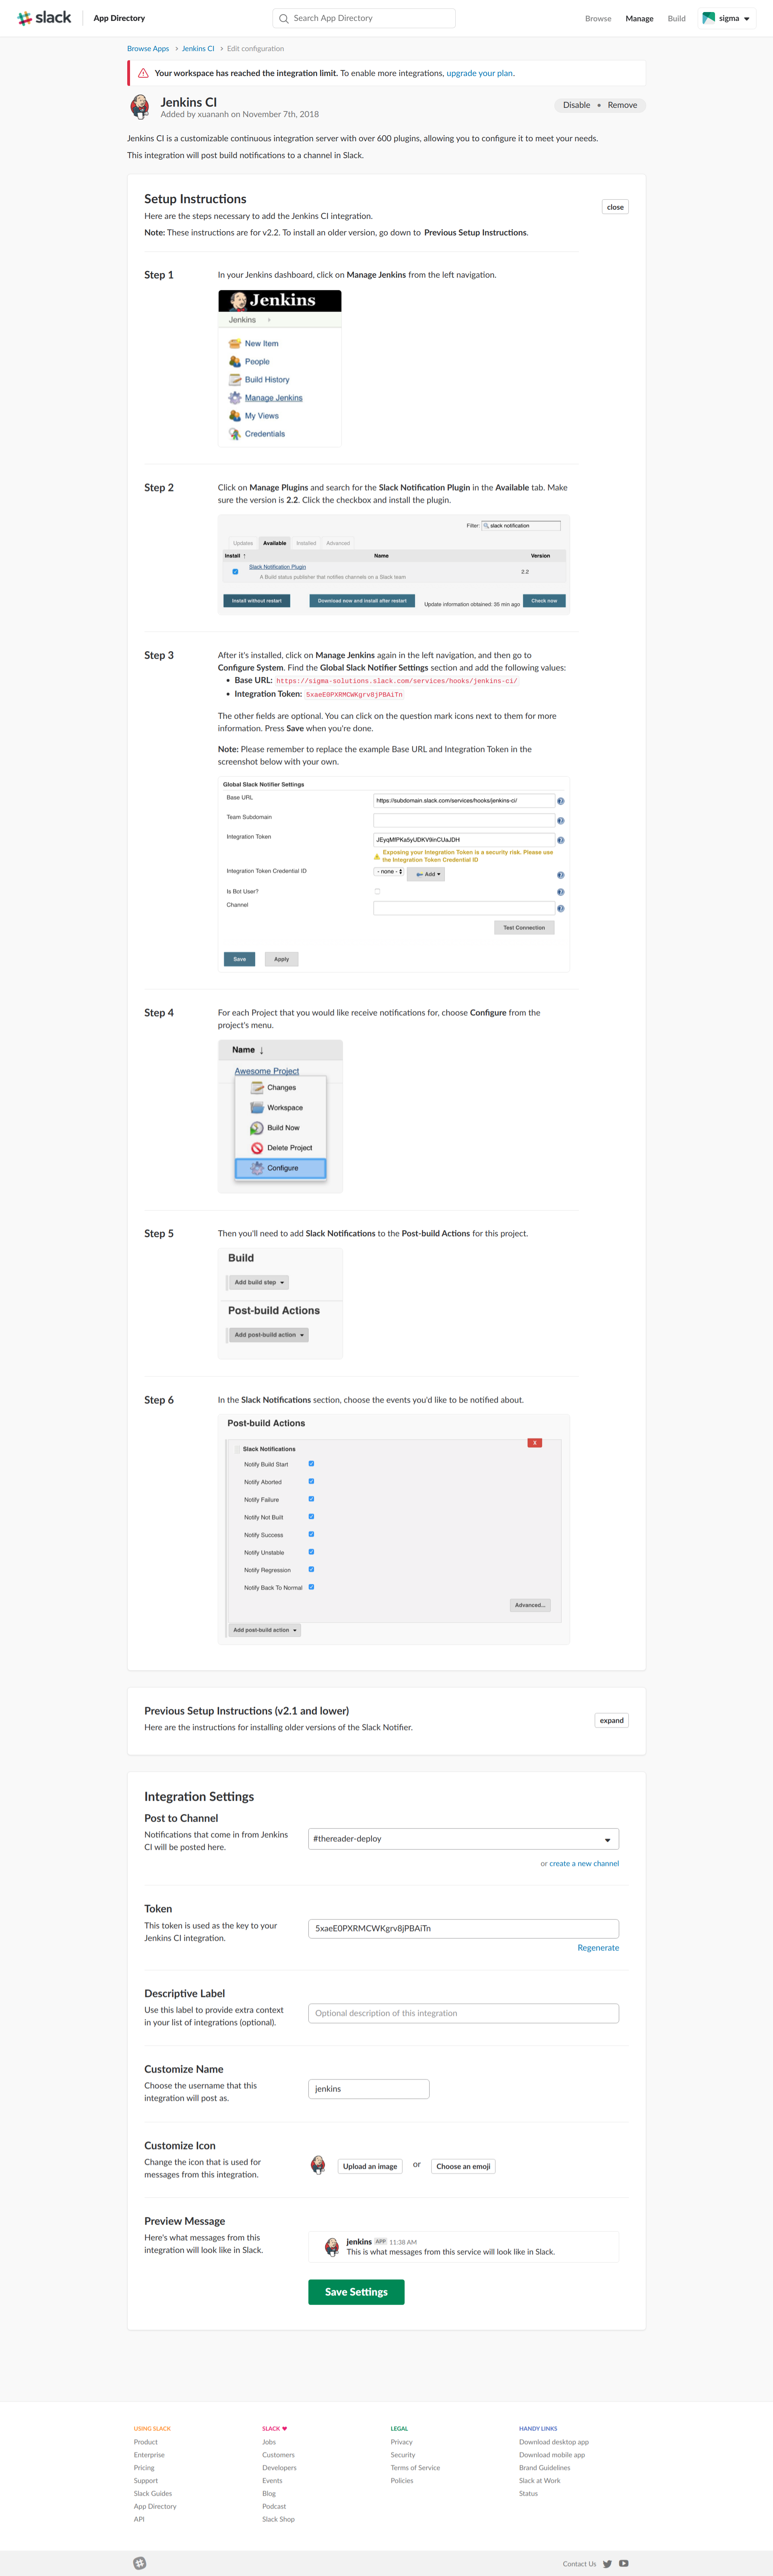 slack
App Directory
Search App Directory
Browse
Manage
Build
sigma
Browse Apps > Jenkins CI > Edit configuration
Your workspace has reached the integration limit. To enable more integrations, upgrade your plan.
Jenkins CI
Added by xuananh on November 7th, 2018
Disable • Remove
Jenkins CI is a customizable continuous integration server with over 600 plugins, allowing you to configure it to meet your needs.
This integration will post build notifications to a channel in Slack.
Setup Instructions
close
Here are the steps necessary to add the Jenkins CI integration.
Note: These instructions are for v2.2. To install an older version, go down to Previous Setup Instructions.
Step 1
In your Jenkins dashboard, click on Manage Jenkins from the left navigation.
Jenkins
Jenkins
New Item
People
Build History
Manage Jenkins
My Views
Credentials
Step 2
Click on Manage Plugins and search for the Slack Notification Plugin in the Available tab. Make
sure the version is 2.2. Click the checkbox and install the plugin.
Filter: slack notification
Updates Available Installed Advanced
Install ↑ Name Version
Slack Notification Plugin
A Build status publisher that notifies channels on a Slack team
2.2
Install without restart
Download now and install after restart
Update information obtained: 35 min ago
Check now
Step 3
After it's installed, click on Manage Jenkins again in the left navigation, and then go to
Configure System. Find the Global Slack Notifier Settings section and add the following values:
• Base URL: https://sigma-solutions.slack.com/services/hooks/jenkins-ci/
• Integration Token: 5xaeE0PXRMCWKgrv8jPBAiTn
The other fields are optional. You can click on the question mark icons next to them for more
information. Press Save when you're done.
Note: Please remember to replace the example Base URL and Integration Token in the
screenshot below with your own.
Global Slack Notifier Settings
Base URL
https://subdomain.slack.com/services/hooks/jenkins-ci/
Team Subdomain
Integration Token
JEyqMfPKa5yUDKV9inCUaJDH
Exposing your Integration Token is a security risk. Please use
the Integration Token Credential ID
Integration Token Credential ID
- none -
Add
Is Bot User?
Channel
Test Connection
Save
Apply
Step 4
For each Project that you would like receive notifications for, choose Configure from the
project's menu.
Name ↓
Awesome Project
Changes
Workspace
Build Now
Delete Project
Configure
Step 5
Then you'll need to add Slack Notifications to the Post-build Actions for this project.
Build
Add build step
Post-build Actions
Add post-build action
Step 6
In the Slack Notifications section, choose the events you'd like to be notified about.
Post-build Actions
X
Slack Notifications
Notify Build Start
Notify Aborted
Notify Failure
Notify Not Built
Notify Success
Notify Unstable
Notify Regression
Notify Back To Normal
Advanced...
Add post-build action
Previous Setup Instructions (v2.1 and lower)
expand
Here are the instructions for installing older versions of the Slack Notifier.
Integration Settings
Post to Channel
Notifications that come in from Jenkins
CI will be posted here.
#thereader-deploy
or create a new channel
Token
This token is used as the key to your
Jenkins CI integration.
5xaeE0PXRMCWKgrv8jPBAiTn
Regenerate
Descriptive Label
Use this label to provide extra context
in your list of integrations (optional).
Optional description of this integration
Customize Name
Choose the username that this
integration will post as.
jenkins
Customize Icon
Change the icon that is used for
messages from this integration.
Upload an image
or
Choose an emoji
Preview Message
Here's what messages from this
integration will look like in Slack.
jenkins APP 11:38 AM
This is what messages from this service will look like in Slack.
Save Settings
USING SLACK
Product
Enterprise
Pricing
Support
Slack Guides
App Directory
API
SLACK ♥
Jobs
Customers
Developers
Events
Blog
Podcast
Slack Shop
LEGAL
Privacy
Security
Terms of Service
Policies
HANDY LINKS
Download desktop app
Download mobile app
Brand Guidelines
Slack at Work
Status
Contact Us